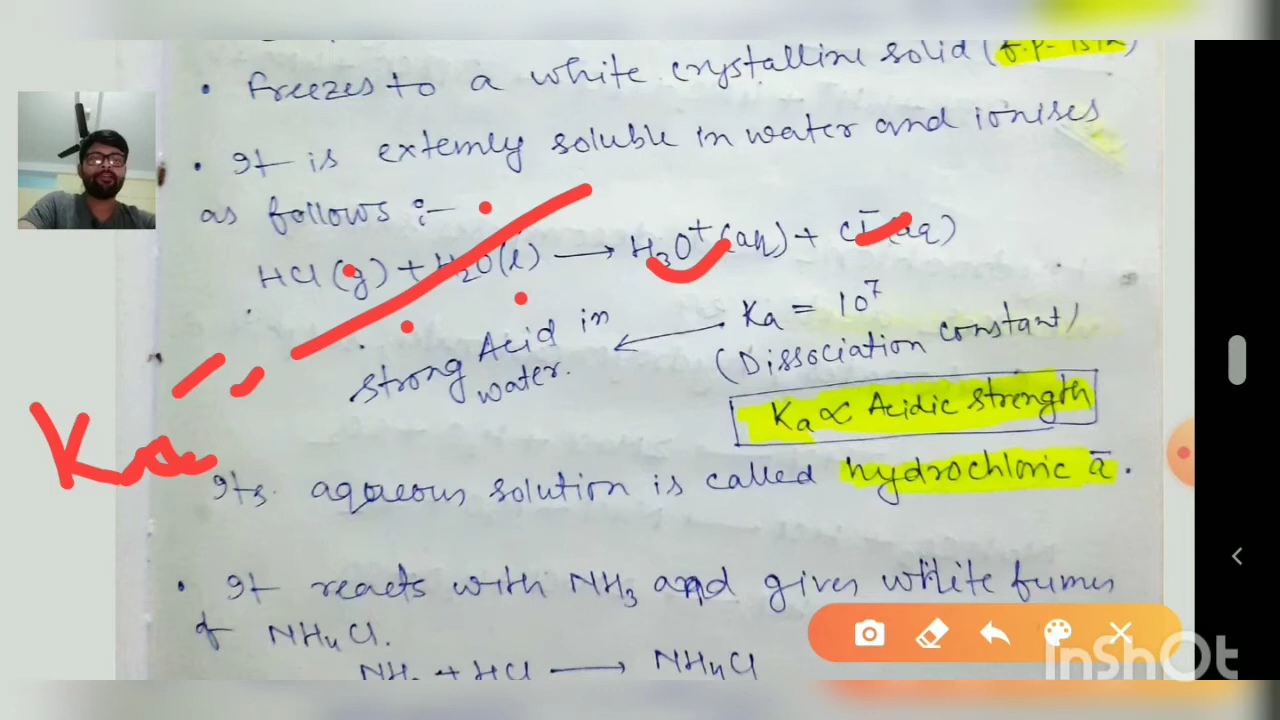 • freezes to a white crystalline solid (f.p-
• It is extemly soluble in water and ionises
as follows :-
HCl (g) + H2O(l) → H3O+ (aq) + Cl- (aq)
Ka = 10^7
strong Acid in
water.
(Dissociation constant)
Ka ∝ Acidic strength
Ka
Its. aqueous solution is called hydrochloric ā.
• It reacts with NH3 and gives white fumes
of NH4Cl.
+ HCl → NH4Cl
InShOt